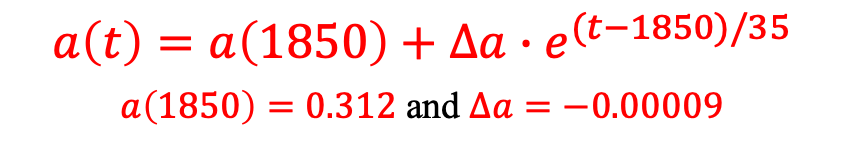 a(t) = a(1850) + Δa · e^(t−1850)/35
a(1850) = 0.312 and Δa = −0.00009